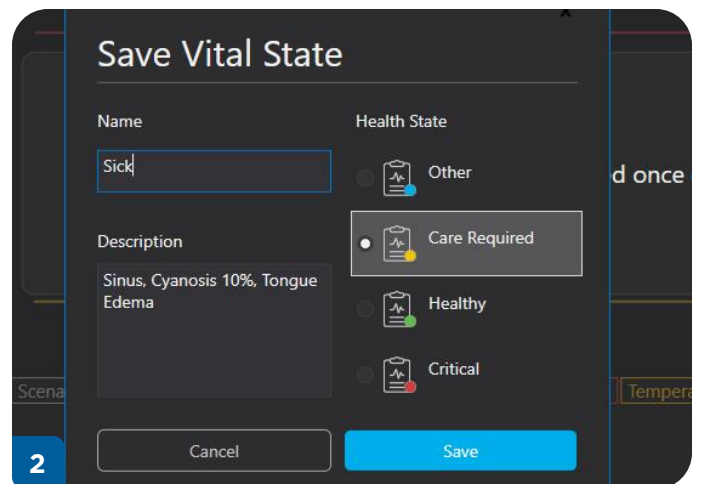 x
Save Vital State
Name
Health State
Sick
Other
d once
Description
Care Required
Sinus, Cyanosis 10%, Tongue
Edema
Healthy
Critical
Scena
Tempera
Cancel
Save
2